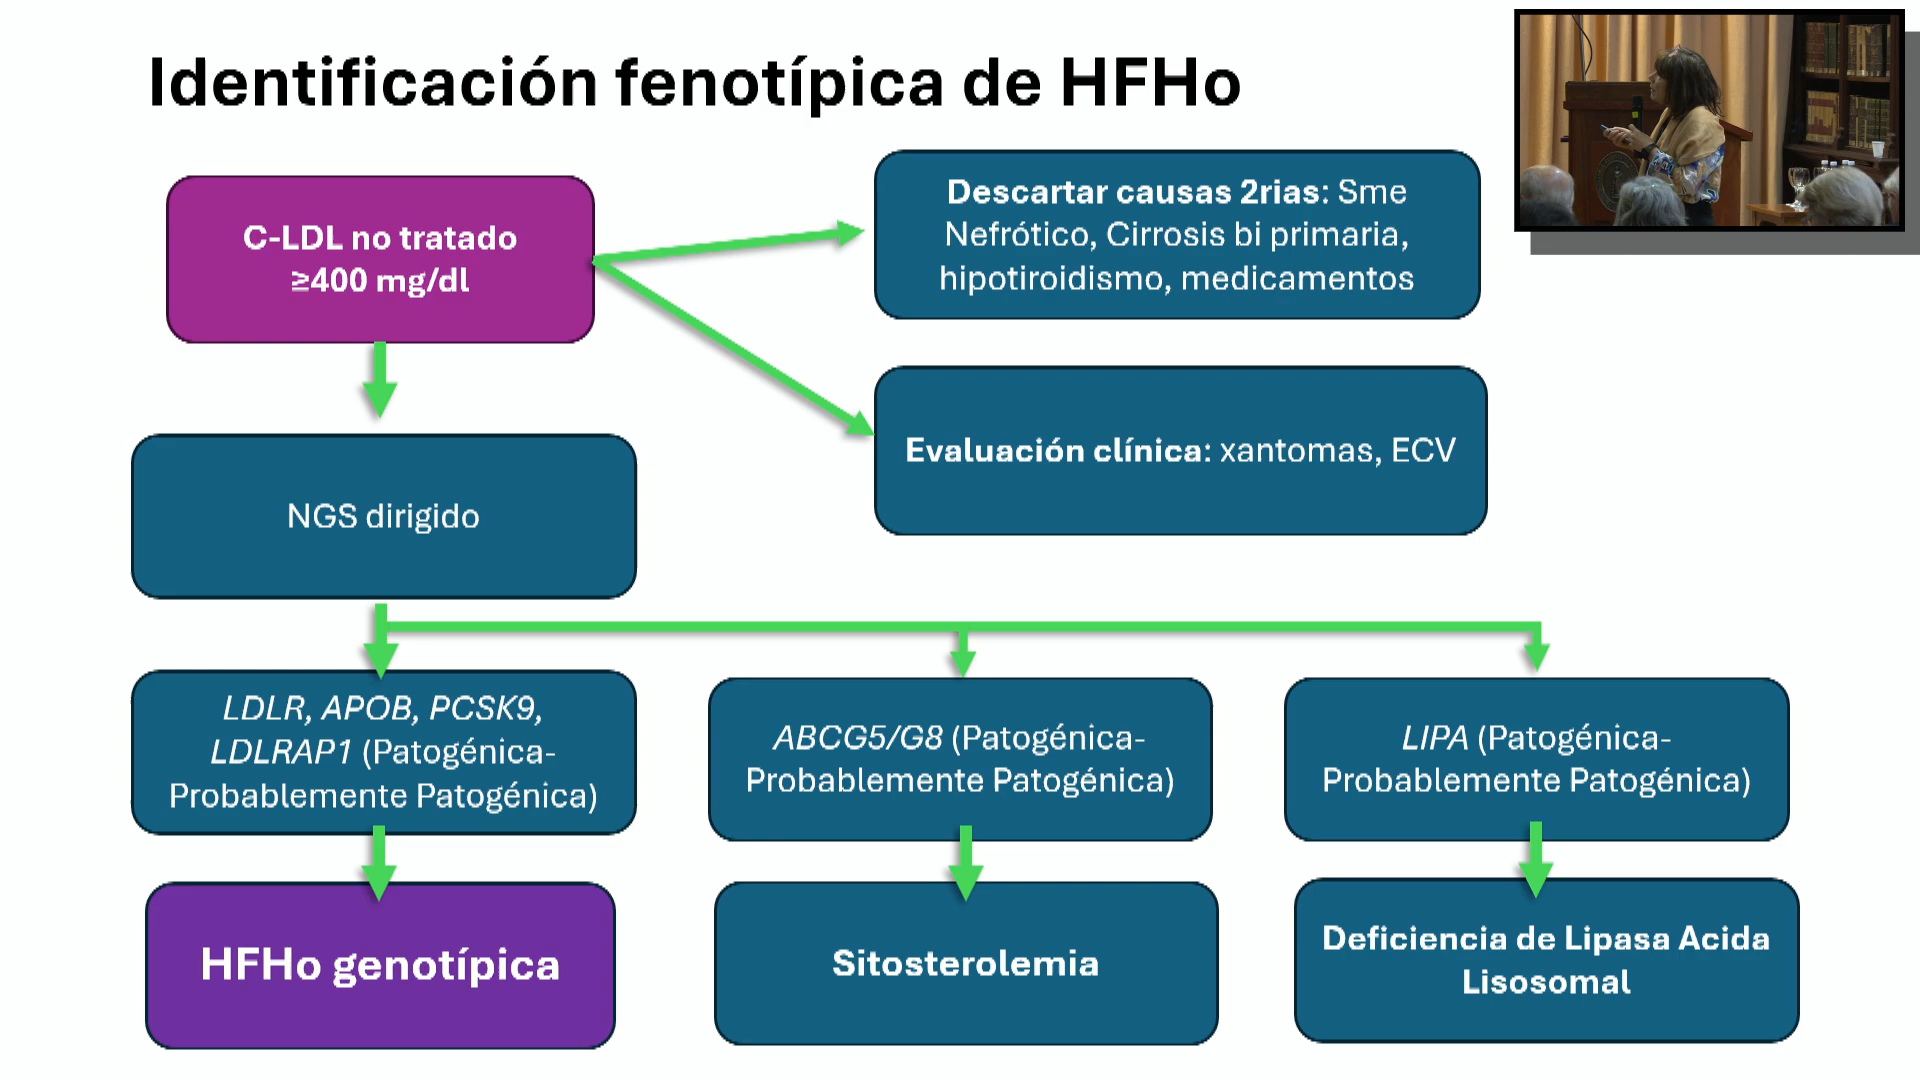 Identificación fenotípica de HFHo
C-LDL no tratado
≥400 mg/dl
Descartar causas 2rias: Sme
Nefrótico, Cirrosis bi primaria,
hipotiroidismo, medicamentos
Evaluación clínica: xantomas, ECV
NGS dirigido
LDLR, APOB, PCSK9,
LDLRAP1 (Patogénica-
Probablemente Patogénica)
ABCG5/G8 (Patogénica-
Probablemente Patogénica)
LIPA (Patogénica-
Probablemente Patogénica)
HFHo genotípica
Sitosterolemia
Deficiencia de Lipasa Acida
Lisosomal